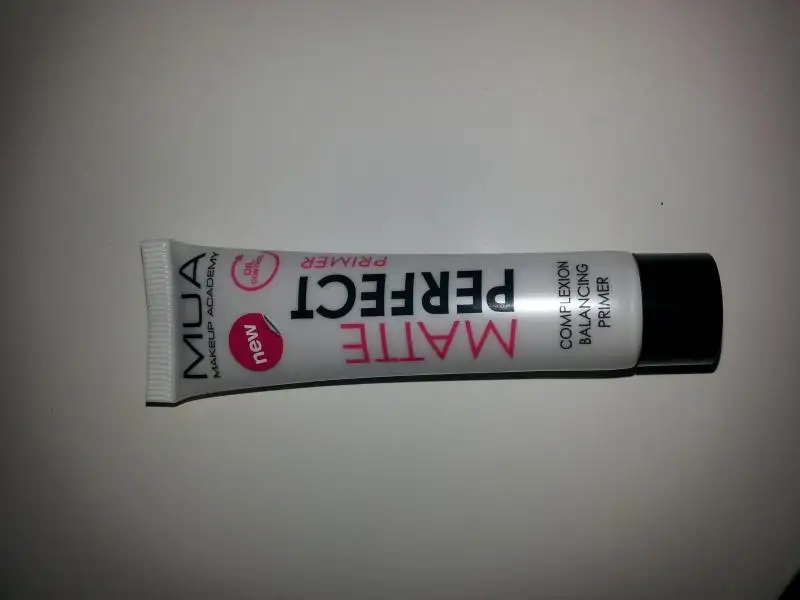 MUA
MAKEUP ACADEMY
OIL
CONTROL
new
MATTE
PERFECT
PRIMER
COMPLEXION
BALANCING
PRIMER